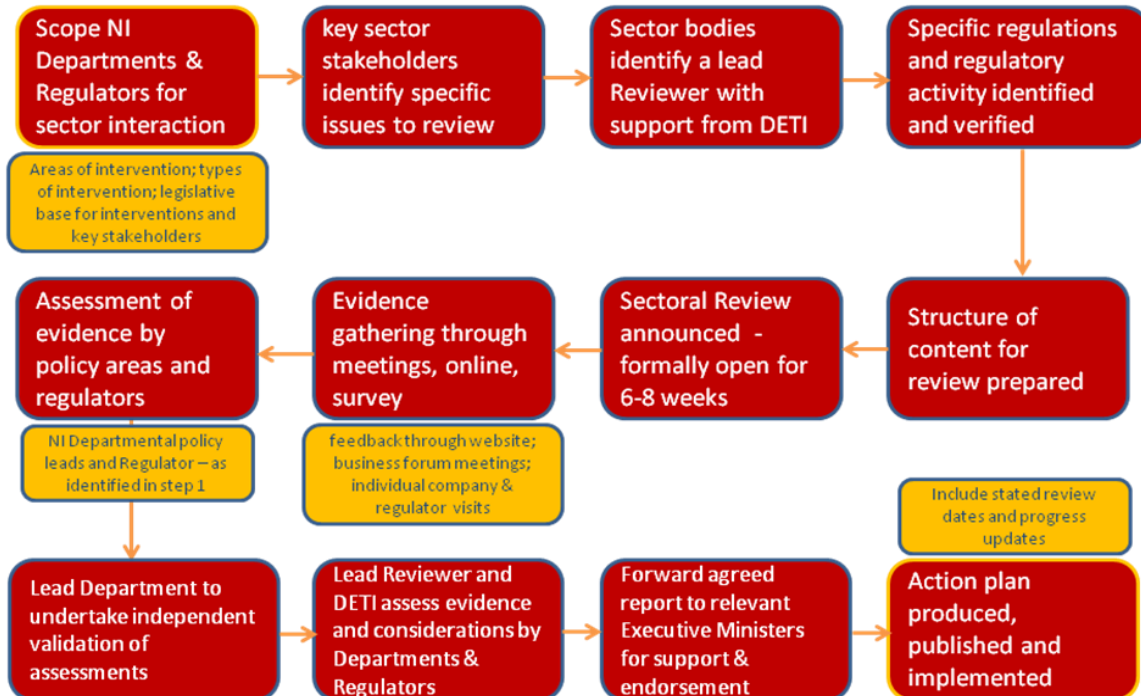 Scope NI
Departments &
Regulators for
sector interaction
key sector
stakeholders
identify specific
issues to review
Sector bodies
identify a lead
Reviewer with
support from DETI
Specific regulations
and regulatory
activity identified
and verified
Areas of intervention; types
of intervention; legislative
base for interventions and
key stakeholders
Structure of
content for
review prepared
Sectoral Review
announced -
formally open for
6-8 weeks
Evidence
gathering through
meetings, online,
survey
feedback through website;
business forum meetings;
individual company &
regulator visits
Assessment of
evidence by
policy areas and
regulators
NI Departmental policy
leads and Regulator – as
identified in step 1
Lead Department to
undertake independent
validation of
assessments
Lead Reviewer and
DETI assess evidence
and considerations by
Departments &
Regulators
Forward agreed
report to relevant
Executive Ministers
for support &
endorsement
Include stated review
dates and progress
updates
Action plan
produced,
published and
implemented